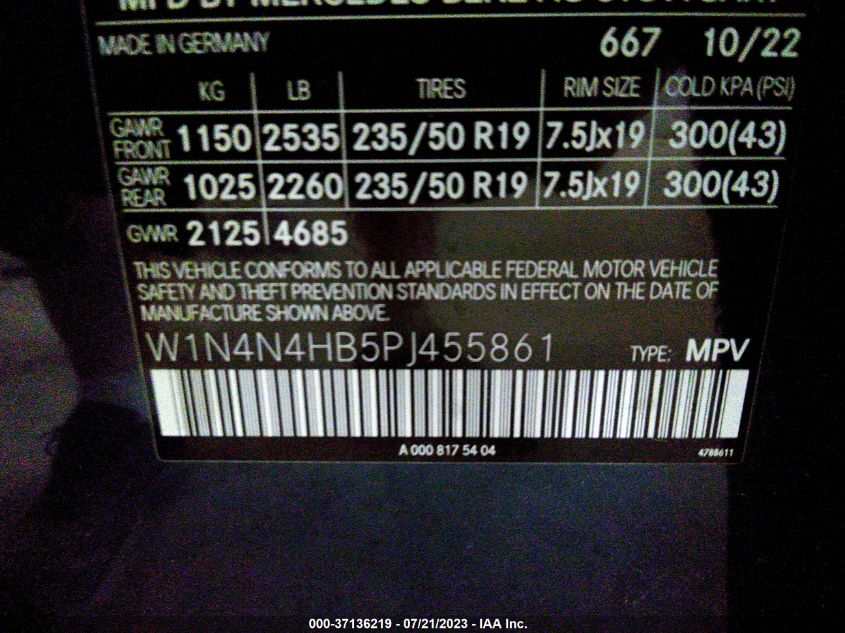 MADE IN GERMANY 667 10/22
KG LB TIRES RIM SIZE COLD KPA (PSI)
GAWR FRONT 1150 2535 235/50 R19 7.5Jx19 300(43)
GAWR REAR 1025 2260 235/50 R19 7.5Jx19 300(43)
GVWR 2125 4685
THIS VEHICLE CONFORMS TO ALL APPLICABLE FEDERAL MOTOR VEHICLE
SAFETY AND THEFT PREVENTION STANDARDS IN EFFECT ON THE DATE OF
MANUFACTURE SHOWN ABOVE.
W1N4N4HB5PJ455861 TYPE: MPV
A 000 817 54 04 4788611
000-37136219 - 07/21/2023 - IAA Inc.